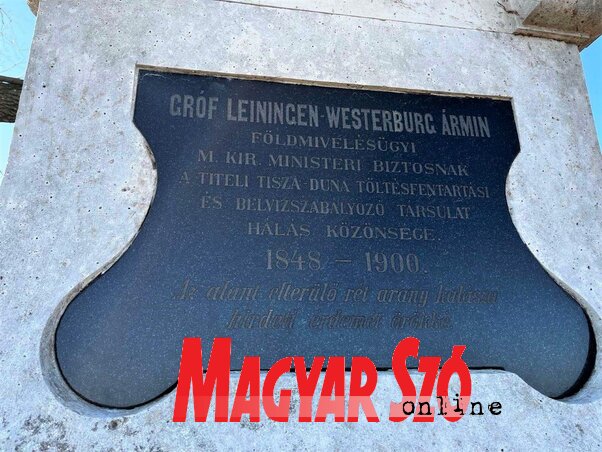 GRÓF LEININGEN-WESTERBURG ÁRMIN
FÖLDMIVELÉSÜGYI
M. KIR. MINISTERI BIZTOSNAK
A TITELI TISZA-DUNA TÖLTÉSFENTARTÁSI
ÉS BELVIZSZABÁLYOZÓ TARSULAT
HÁLÁS KÖZÖNSÉGE.
1848 – 1900.
Az alant elterülő rét arany kalásza
hirdeti érdemét örökké.
MAGYAR SZÓ
online